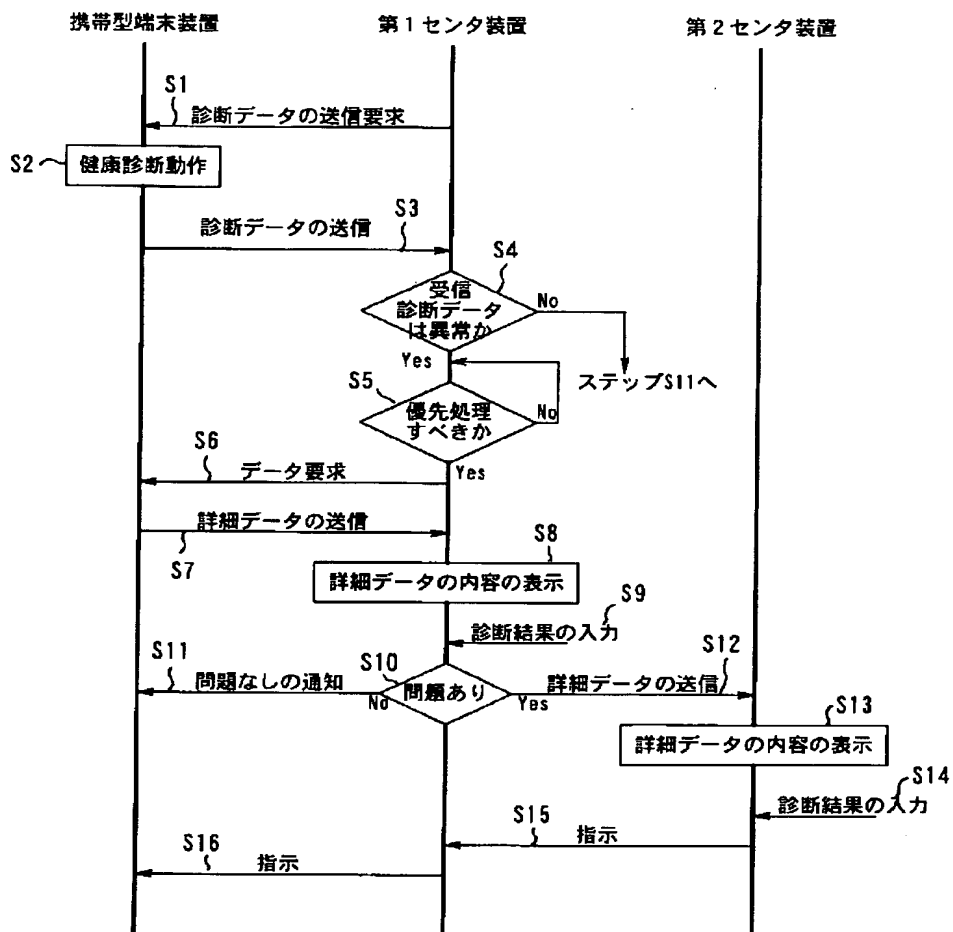 携帯型端末装置
第1センタ装置
第2センタ装置
S1
診断データの送信要求
S2
健康診断動作
診断データの送信
S3
S4
受信
診断データ
は異常か
No
Yes
ステップS11へ
S5
優先処理
すべきか
No
Yes
S6
データ要求
詳細データの送信
S7
S8
詳細データの内容の表示
S9
診断結果の入力
S11
問題なしの通知
S10
問題あり
No
Yes
S12
詳細データの送信
S13
詳細データの内容の表示
S14
診断結果の入力
S15
指示
S16
指示